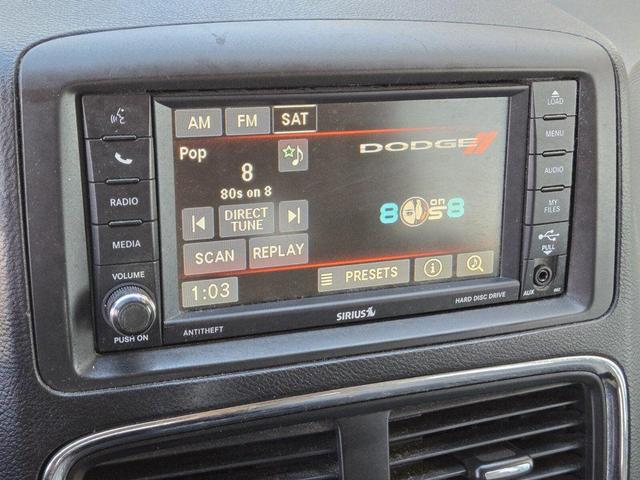 AM FM SAT
Pop
8
80s on 8
DODGE
8 on 8
DIRECT
TUNE
SCAN REPLAY
PRESETS
1:03
RADIO
MEDIA
VOLUME
PUSH ON
LOAD
MENU
AUDIO
MY
FILES
PULL
AUX
ANTITHEFT
SIRIUS
HARD DISC DRIVE